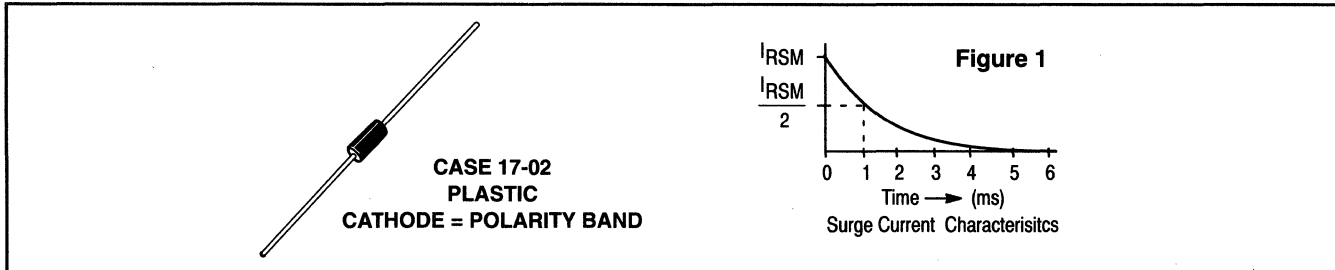 CASE 17-02
PLASTIC
CATHODE = POLARITY BAND
Figure 1
IRSM
IRSM
2
0 1 2 3 4 5 6
Time → (ms)
Surge Current Characterisitcs